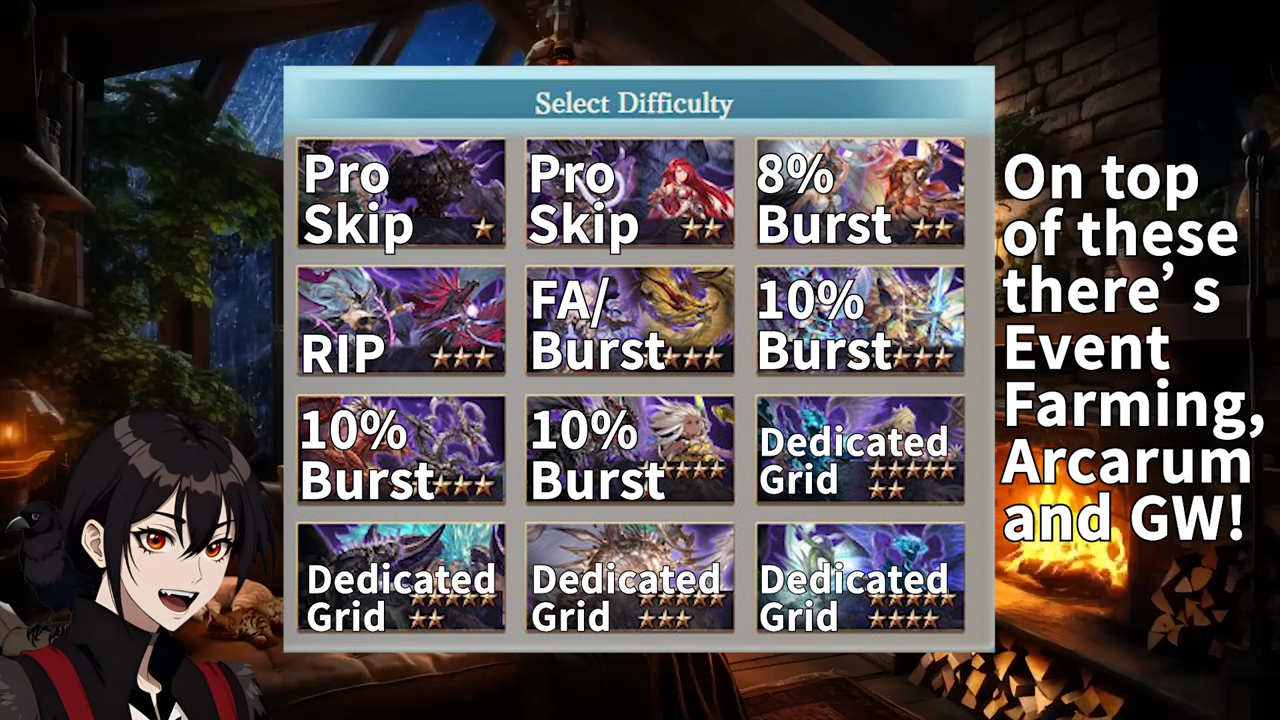 Select Difficulty
Pro
Skip
Pro
Skip
8%
Burst
RIP
FA/
Burst
10%
Burst
10%
Burst
10%
Burst
Dedicated
Grid
Dedicated
Grid
Dedicated
Grid
Dedicated
Grid
On top
of these
there’s
Event
Farming,
Arcarum
and GW!